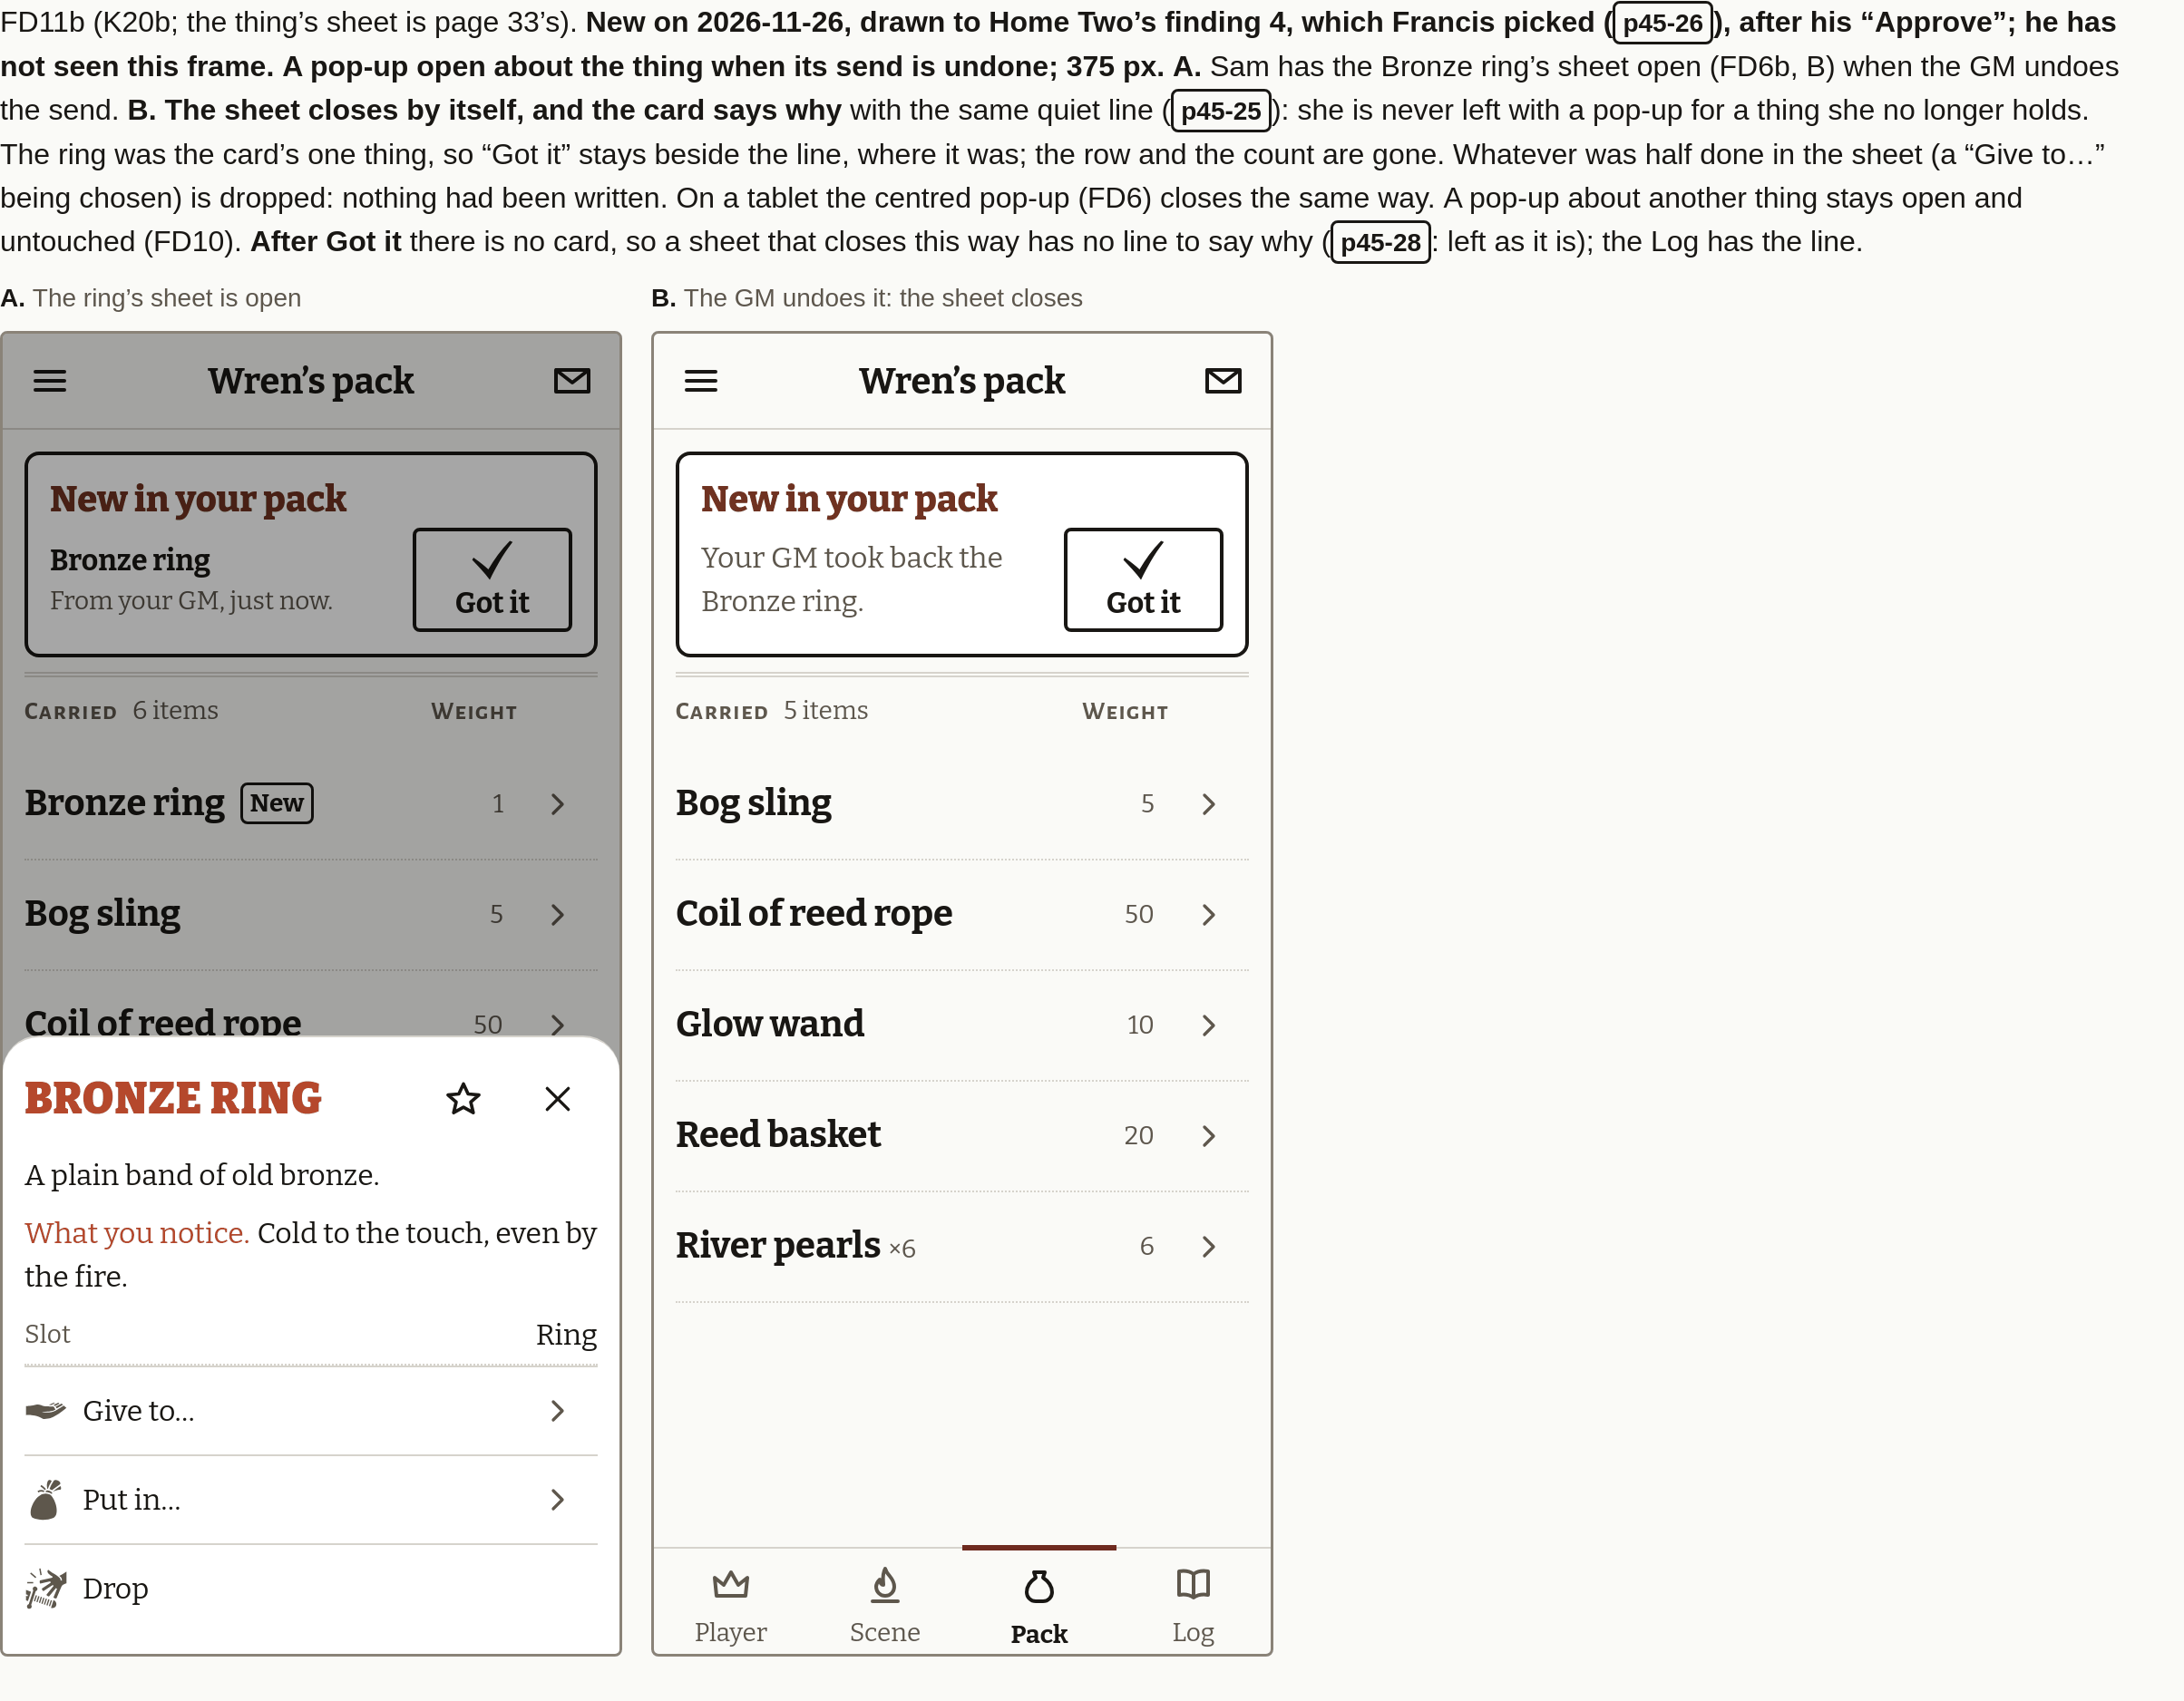 FD11b (K20b; the thing’s sheet is page 33’s). New on 2026-11-26, drawn to Home Two’s finding 4, which Francis picked (p45-26), after his “Approve”; he has
not seen this frame. A pop-up open about the thing when its send is undone; 375 px. A. Sam has the Bronze ring’s sheet open (FD6b, B) when the GM undoes
the send. B. The sheet closes by itself, and the card says why with the same quiet line (p45-25): she is never left with a pop-up for a thing she no longer holds.
The ring was the card’s one thing, so “Got it” stays beside the line, where it was; the row and the count are gone. Whatever was half done in the sheet (a “Give to…”
being chosen) is dropped: nothing had been written. On a tablet the centred pop-up (FD6) closes the same way. A pop-up about another thing stays open and
untouched (FD10). After Got it there is no card, so a sheet that closes this way has no line to say why (p45-28: left as it is); the Log has the line.
A. The ring’s sheet is open
Wren’s pack
New in your pack
Bronze ring
From your GM, just now.
Got it
CARRIED 6 items WEIGHT
Bronze ring New 1
Bog sling 5
Coil of reed rope 50
BRONZE RING
A plain band of old bronze.
What you notice. Cold to the touch, even by
the fire.
Slot Ring
Give to…
Put in…
Drop
B. The GM undoes it: the sheet closes
Wren’s pack
New in your pack
Your GM took back the
Bronze ring.
Got it
CARRIED 5 items WEIGHT
Bog sling 5
Coil of reed rope 50
Glow wand 10
Reed basket 20
River pearls ×6 6
Player Scene Pack Log